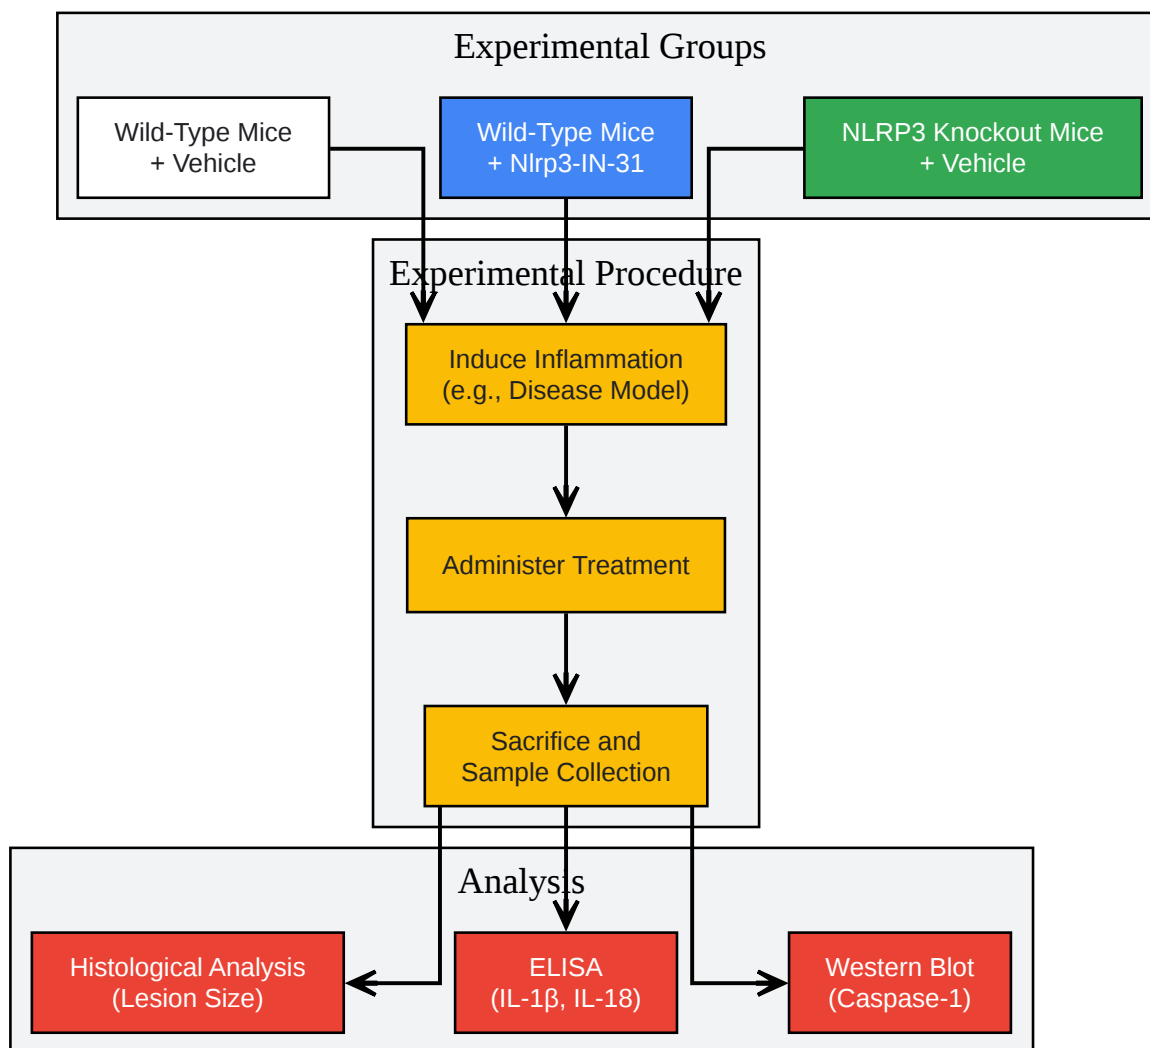 Experimental Groups
Wild-Type Mice
+ Vehicle
Wild-Type Mice
+ Nlrp3-IN-31
NLRP3 Knockout Mice
+ Vehicle
Experimental Procedure
Induce Inflammation
(e.g., Disease Model)
Administer Treatment
Sacrifice and
Sample Collection
Analysis
Histological Analysis
(Lesion Size)
ELISA
(IL-1β, IL-18)
Western Blot
(Caspase-1)